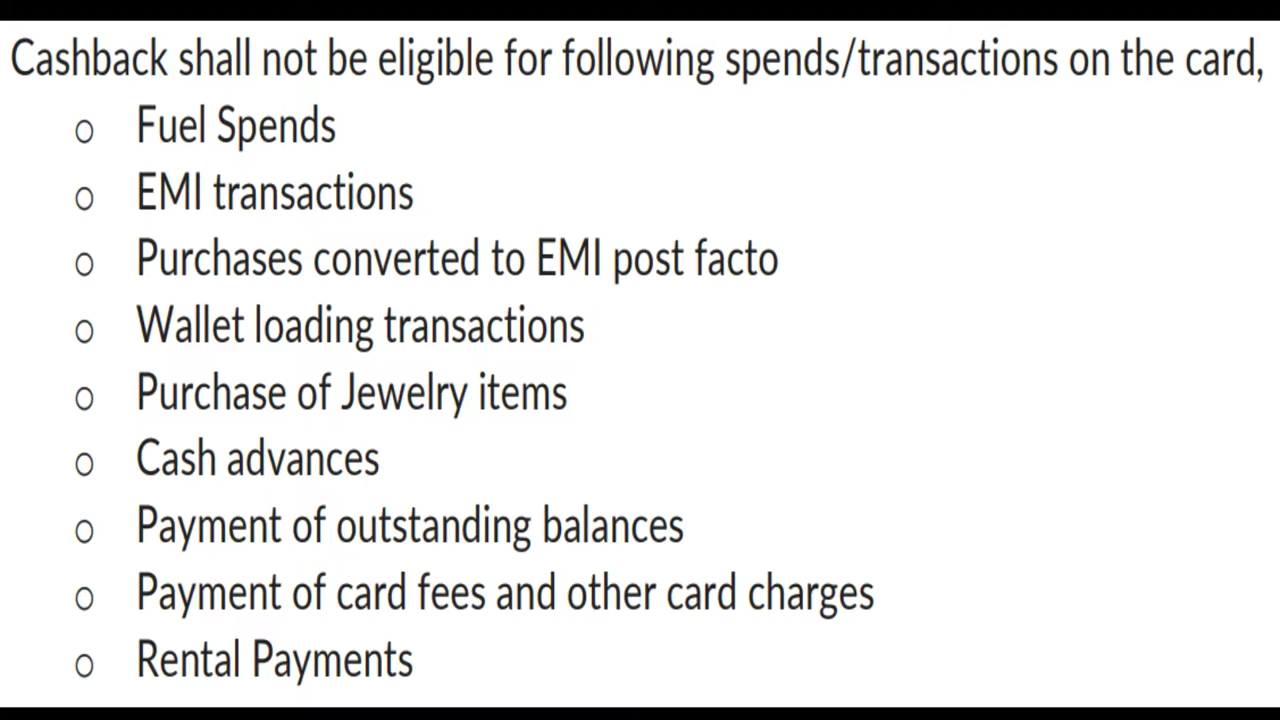 Cashback shall not be eligible for following spends/transactions on the card,
o Fuel Spends
o EMI transactions
o Purchases converted to EMI post facto
o Wallet loading transactions
o Purchase of Jewelry items
o Cash advances
o Payment of outstanding balances
o Payment of card fees and other card charges
o Rental Payments